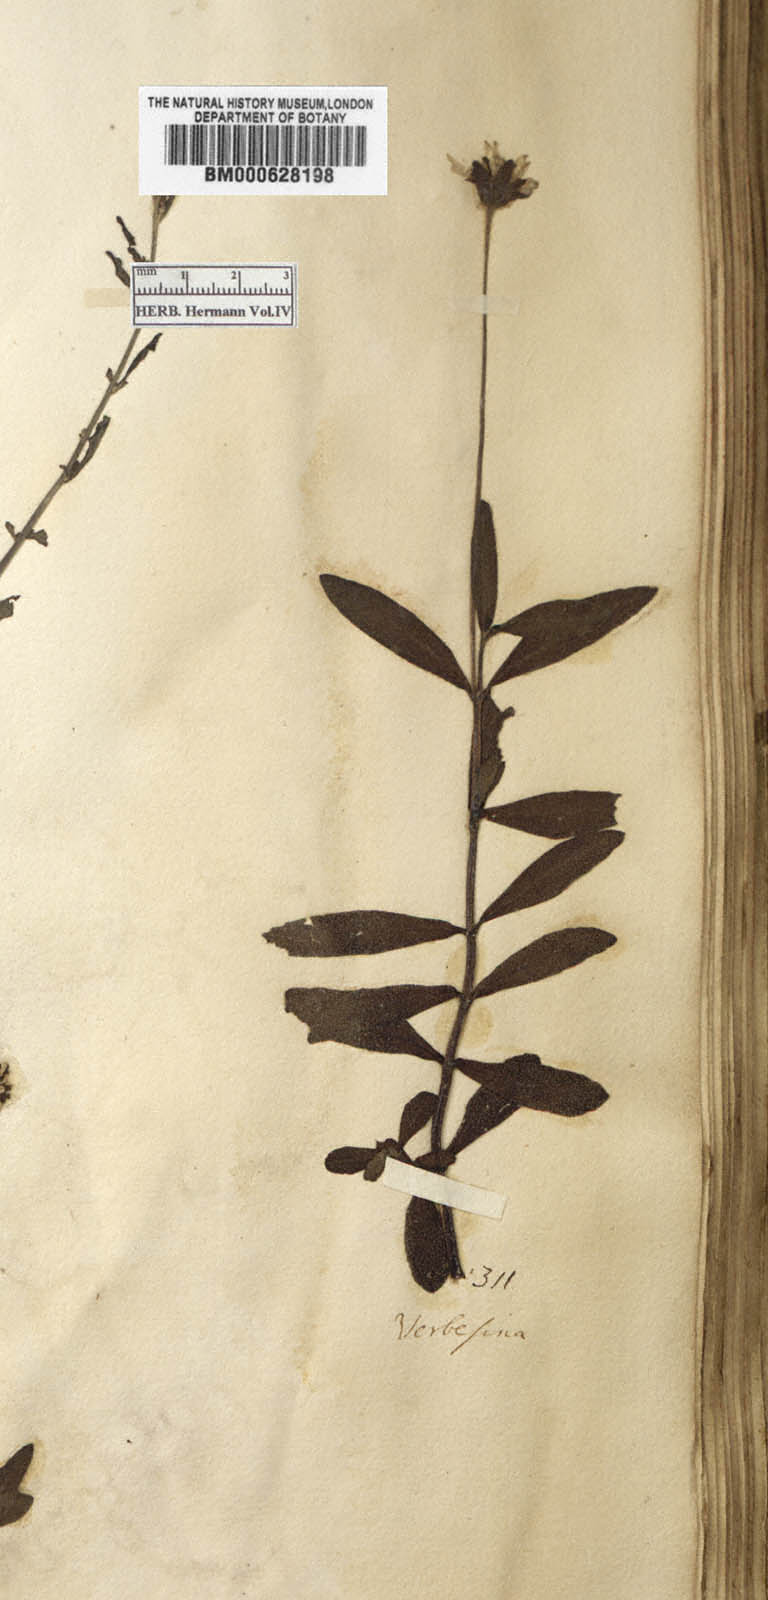 THE NATURAL HISTORY MUSEUM,LONDON
DEPARTMENT OF BOTANY
BM000628198
mm 1 2 3
HERB. Hermann Vol.IV
311
Verbesina